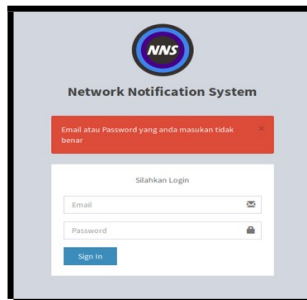 NNS
Network Notification System
Email atau Password yang anda masukan tidak
benar
×
Silahkan Login
Email
Password
Sign In